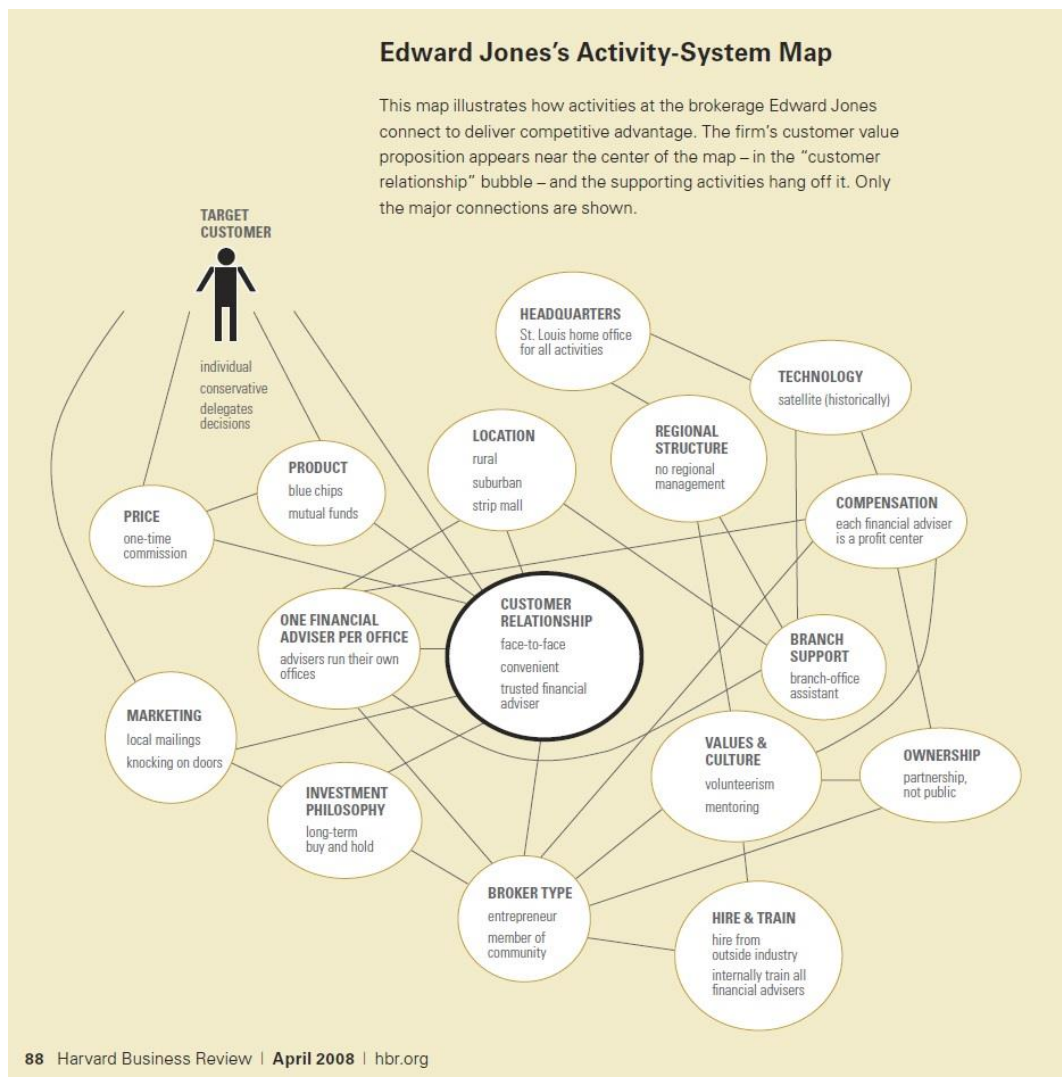 Edward Jones's Activity-System Map
This map illustrates how activities at the brokerage Edward Jones
connect to deliver competitive advantage. The firm's customer value
proposition appears near the center of the map – in the “customer
relationship” bubble – and the supporting activities hang off it. Only
the major connections are shown.
TARGET
CUSTOMER
individual
conservative
delegates
decisions
HEADQUARTERS
St. Louis home office
for all activities
TECHNOLOGY
satellite (historically)
LOCATION
rural
suburban
strip mall
REGIONAL
STRUCTURE
no regional
management
PRODUCT
blue chips
mutual funds
PRICE
one-time
commission
COMPENSATION
each financial adviser
is a profit center
ONE FINANCIAL
ADVISER PER OFFICE
advisers run their own
offices
CUSTOMER
RELATIONSHIP
face-to-face
convenient
trusted financial
adviser
BRANCH
SUPPORT
branch-office
assistant
MARKETING
local mailings
knocking on doors
VALUES &
CULTURE
volunteerism
mentoring
OWNERSHIP
partnership,
not public
INVESTMENT
PHILOSOPHY
long-term
buy and hold
BROKER TYPE
entrepreneur
member of
community
HIRE & TRAIN
hire from
outside industry
internally train all
financial advisers
88 Harvard Business Review | April 2008 | hbr.org